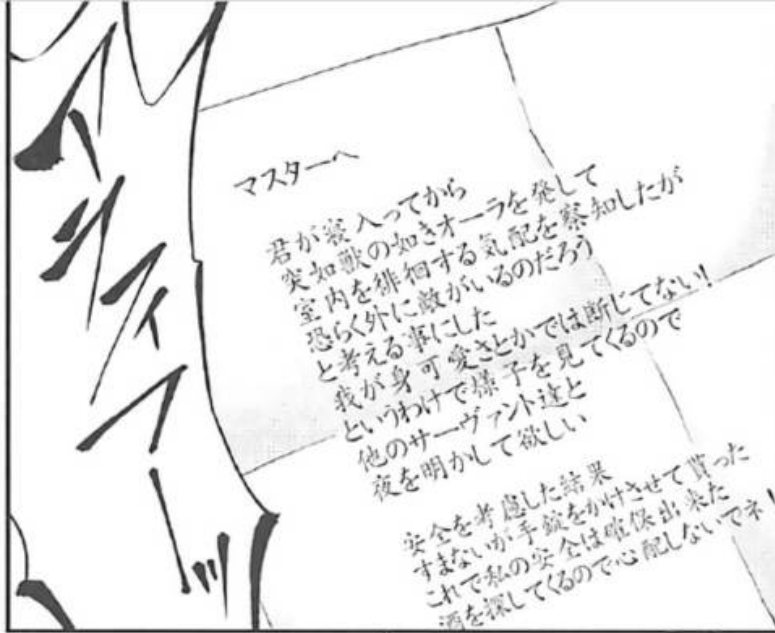 マスターへ
君が寝入ってから
突如獣の如きオーラを発して
室内を徘徊する気配を察知したが
恐らく外に敵がいるのだろう
と考える事にした
我が身可愛さとかでは断じてない！
というわけで様子を見てくるので
他のサーヴァント達と
夜を明かして欲しい
安全を考慮した結果
すまないが手錠をかけさせて貰った
これで私の安全は確保出来た
酒を探してくるので心配しないでネ！